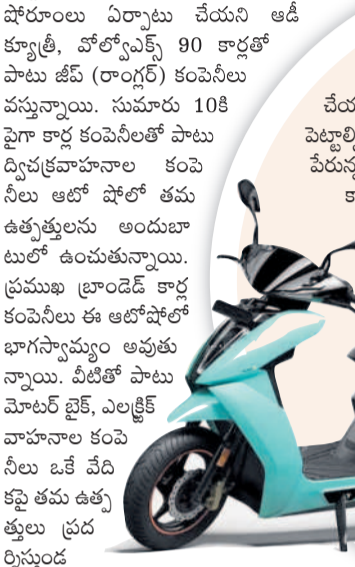 షోరూంలు ఏర్పాటు చేయని ఆడీ
క్యూత్రీ, వోల్వోఎక్స్ 90 కార్లతో
పాటు జీప్ (రాంగ్లర్) కంపెనీలు
వస్తున్నాయి. సుమారు 10కి
పైగా కార్ల కంపెనీలతో పాటు
ద్విచక్రవాహనాల కంపె
నీలు ఆటో షోలో తమ
ఉత్పత్తులను అందుబా
టులో ఉంచుతున్నాయి.
ప్రముఖ బ్రాండెడ్ కార్ల
కంపెనీలు ఈ ఆటోషోలో
భాగస్వామ్యం అవుతు
న్నాయి. వీటితో పాటు
మోటర్ బైక్, ఎలక్ట్రిక్
వాహనాల కంపె
నీలు ఒకే వేది
కపై తమ ఉత్ప
త్తులు ప్రద
ర్శిస్తుండ
చేయ
పెట్టాల్సి
పేరున్న
కా